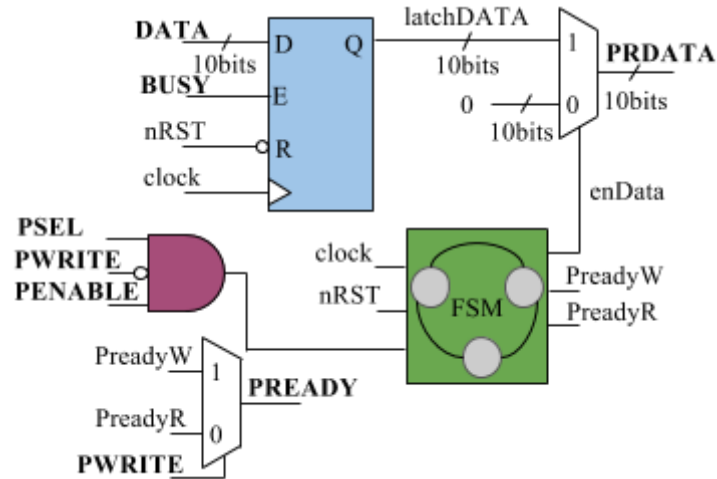 DATA
10bits
BUSY
nRST
clock
D
E
R
Q
latchDATA
10bits
0
10bits
1
0
PRDATA
10bits
enData
PSEL
PWRITE
PENABLE
clock
nRST
FSM
PreadyW
PreadyR
PreadyW
PreadyR
1
0
PREADY
PWRITE